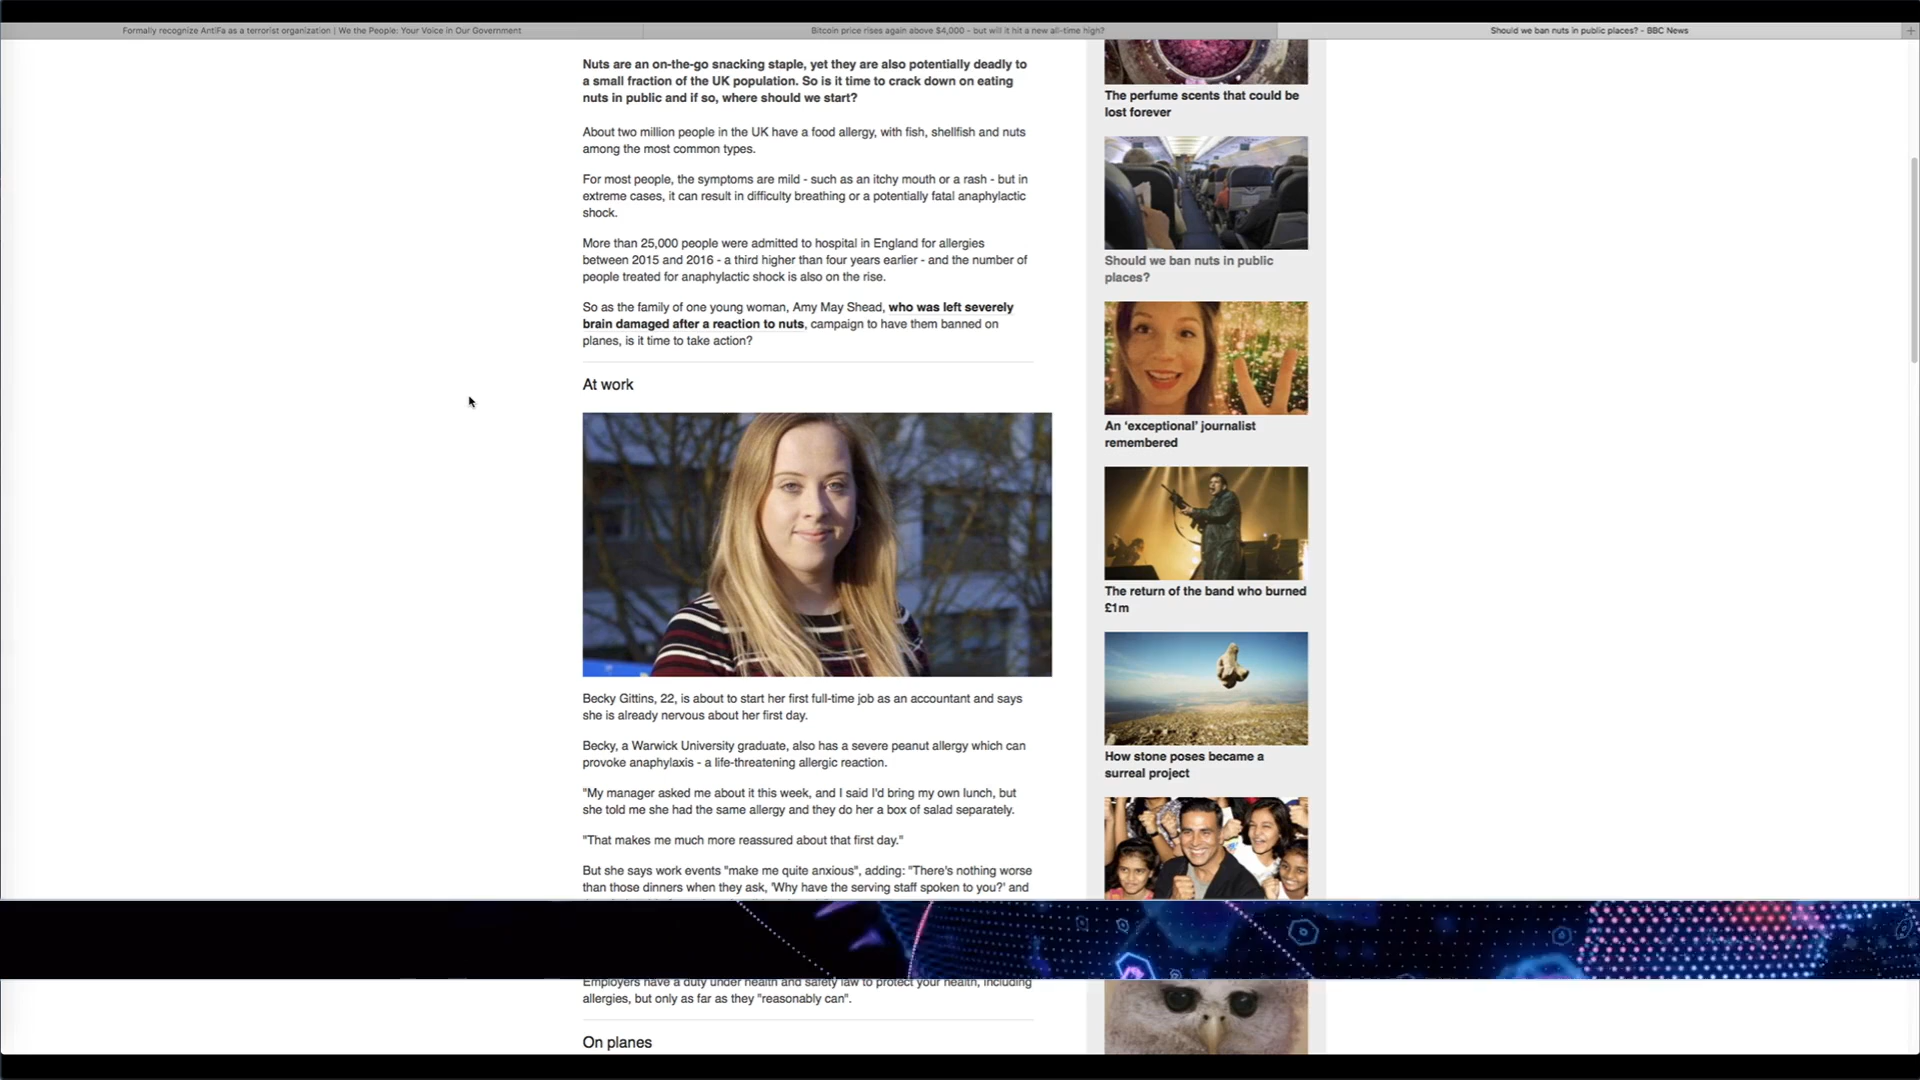 Formally recognize AntiFa as a terrorist organization | We the People: Your Voice in Our Government
Bitcoin price rises again above $4,000 - but will it hit a new all-time high?
Should we ban nuts in public places? - BBC News
Nuts are an on-the-go snacking staple, yet they are also potentially deadly to
a small fraction of the UK population. So is it time to crack down on eating
nuts in public and if so, where should we start?
About two million people in the UK have a food allergy, with fish, shellfish and nuts
among the most common types.
For most people, the symptoms are mild - such as an itchy mouth or a rash - but in
extreme cases, it can result in difficulty breathing or a potentially fatal anaphylactic
shock.
More than 25,000 people were admitted to hospital in England for allergies
between 2015 and 2016 - a third higher than four years earlier - and the number of
people treated for anaphylactic shock is also on the rise.
So as the family of one young woman, Amy May Shead, who was left severely
brain damaged after a reaction to nuts, campaign to have them banned on
planes, is it time to take action?
At work
Becky Gittins, 22, is about to start her first full-time job as an accountant and says
she is already nervous about her first day.
Becky, a Warwick University graduate, also has a severe peanut allergy which can
provoke anaphylaxis - a life-threatening allergic reaction.
"My manager asked me about it this week, and I said I'd bring my own lunch, but
she told me she had the same allergy and they do her a box of salad separately.
"That makes me much more reassured about that first day."
But she says work events "make me quite anxious", adding: "There's nothing worse
than those dinners when they ask, 'Why have the serving staff spoken to you?' and
Employers have a duty under health and safety law to protect your health, including
allergies, but only as far as they "reasonably can".
On planes
The perfume scents that could be
lost forever
Should we ban nuts in public
places?
An ‘exceptional’ journalist
remembered
The return of the band who burned
£1m
How stone poses became a
surreal project